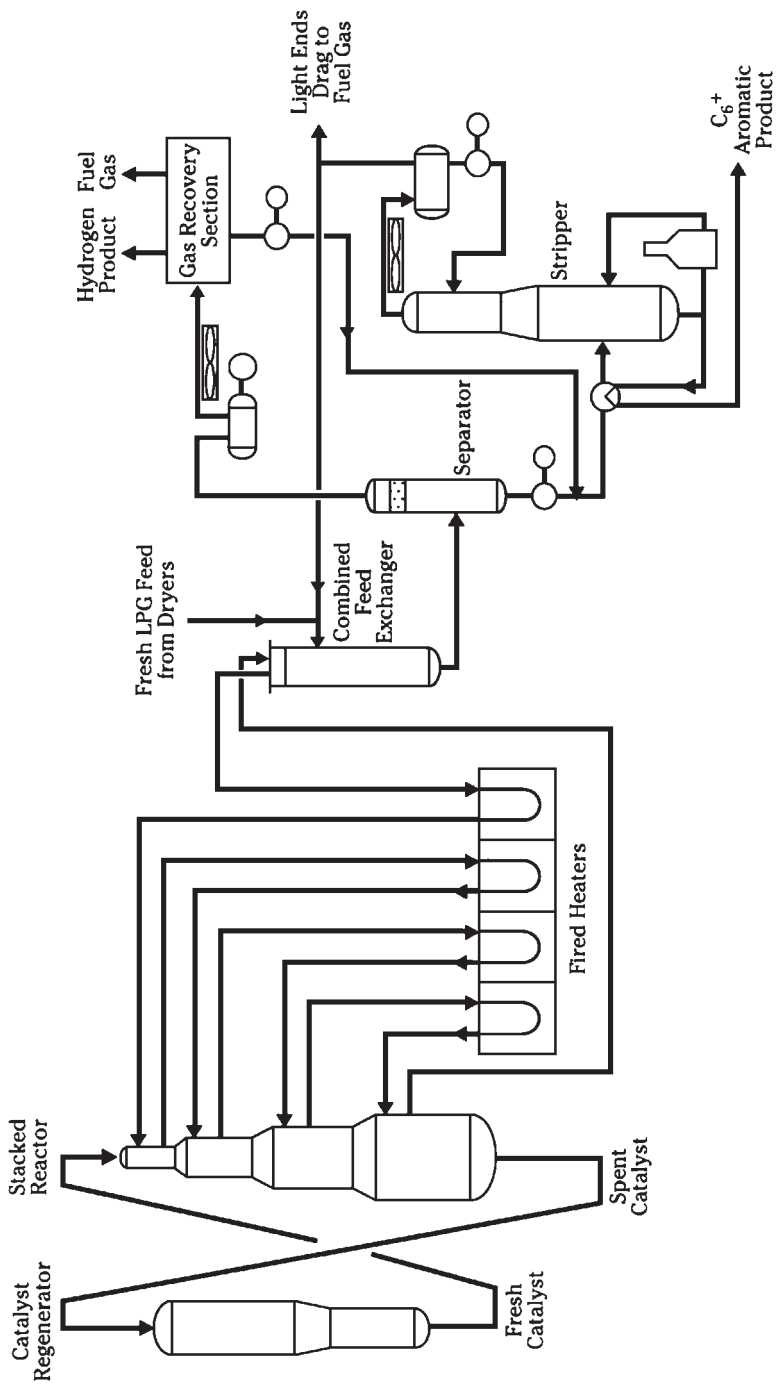 Stacked
Reactor
Catalyst
Regenerator
Fresh
Catalyst
Spent
Catalyst
Fired Heaters
Fresh LPG Feed
from Dryers
Combined
Feed
Exchanger
Separator
Stripper
Hydrogen
Product
Fuel
Gas
Gas Recovery
Section
Light Ends
Drag to
Fuel Gas
C₆⁺
Aromatic
Product